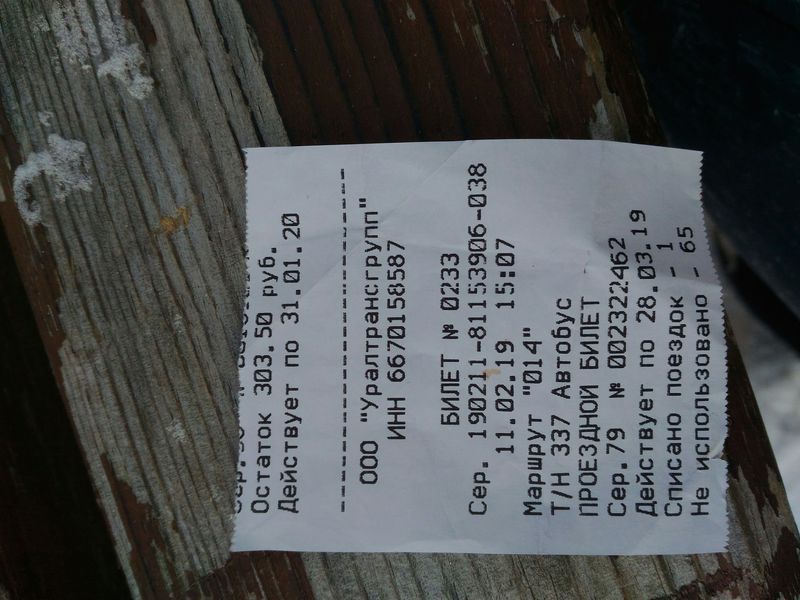 Остаток 303.50 руб.
Действует по 31.01.20
ООО "Уралтрансгрупп"
ИНН 6670158587
БИЛЕТ № 0233
Сер. 190211-81153906-038
11.02.19 15:07
Маршрут "014"
Т/Н 337 Автобус
ПРОЕЗДНОЙ БИЛЕТ
Сер.79 № 002322462
Действует по 28.03.19
Списано поездок - 1
Не использовано - 65